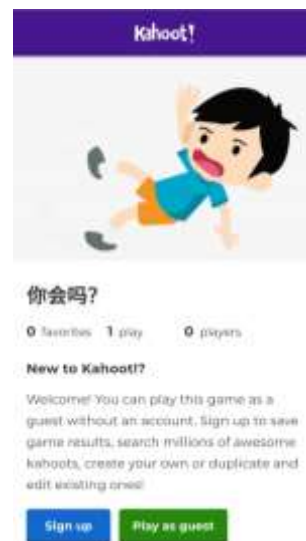 Kahoot!
你会吗?
0 favorites 1 play 0 players
New to Kahoot!?
Welcome! You can play this game as a
guest without an account. Sign up to save
game results, search millions of awesome
kahoots, create your own or duplicate and
edit existing ones!
Sign up Play as guest